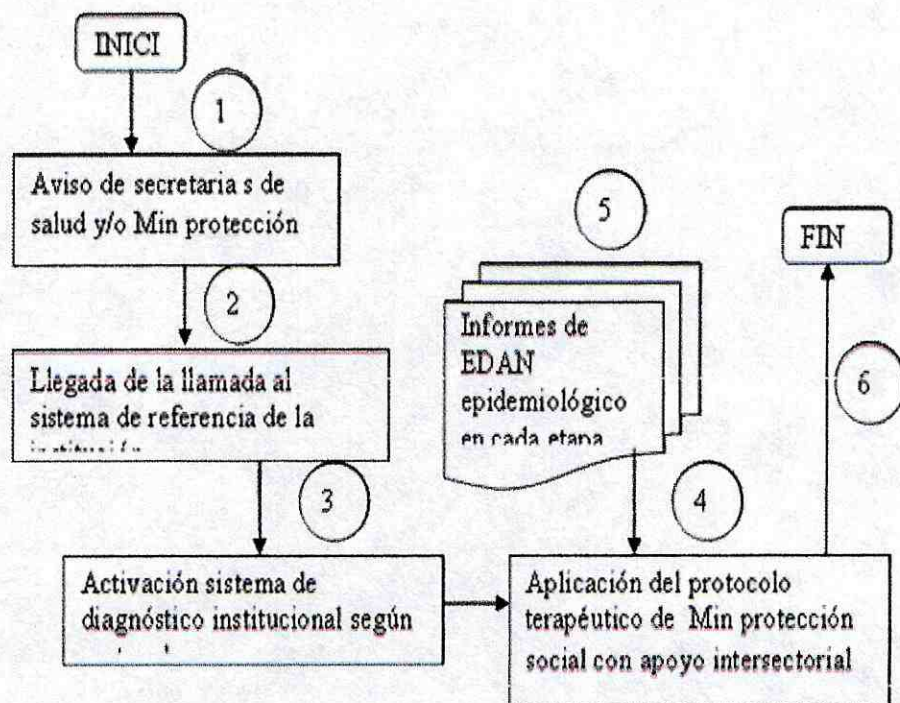 INICI
1
Aviso de secretaria s de
salud y/o Min protección
2
Llegada de la llamada al
sistema de referencia de la
3
Activación sistema de
diagnóstico institucional según
5
Informes de
EDAN
epidemiológico
en cada etapa
4
Aplicación del protocolo
terapéutico de Min protección
social con apoyo intersectorial
6
FIN